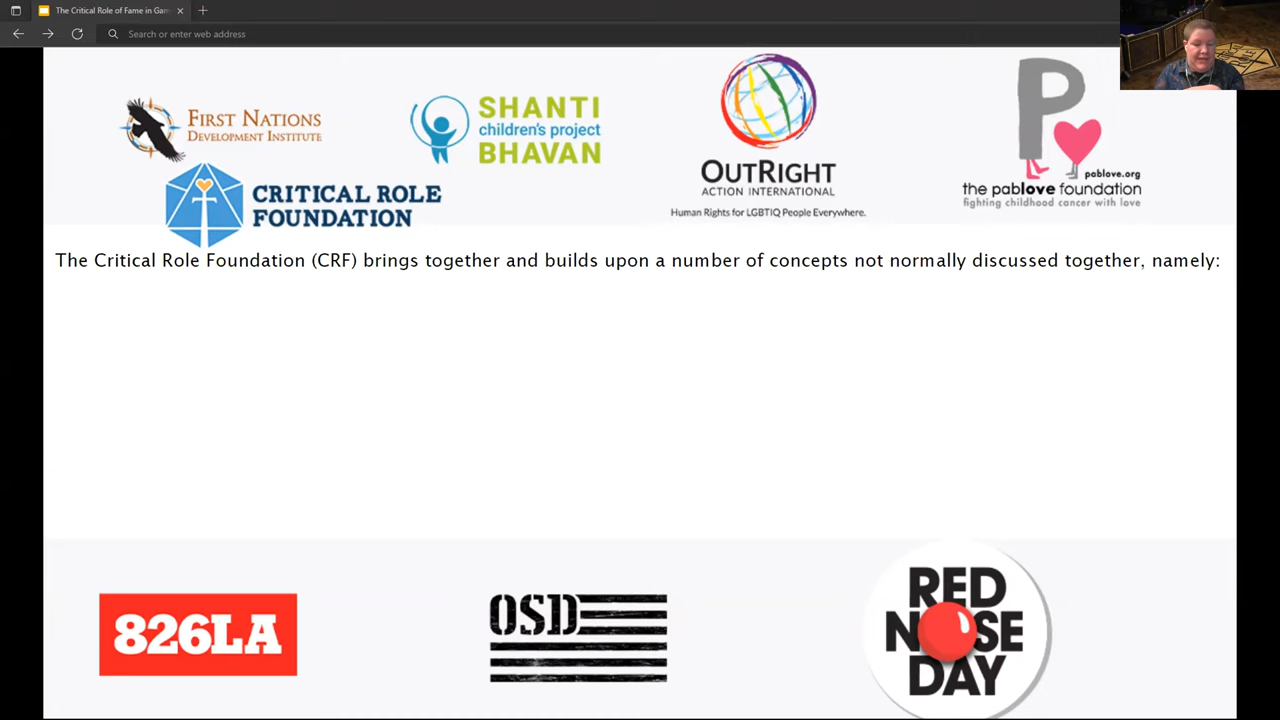 The Critical Role of Fame in Gam
Search or enter web address
FIRST NATIONS
DEVELOPMENT INSTITUTE
SHANTI
children's project
BHAVAN
OUTRIGHT
ACTION INTERNATIONAL
Human Rights for LGBTIQ People Everywhere.
P
pablove.org
the pablove foundation
fighting childhood cancer with love
CRITICAL ROLE
FOUNDATION
The Critical Role Foundation (CRF) brings together and builds upon a number of concepts not normally discussed together, namely:
826LA
OSD
RED
NOSE
DAY